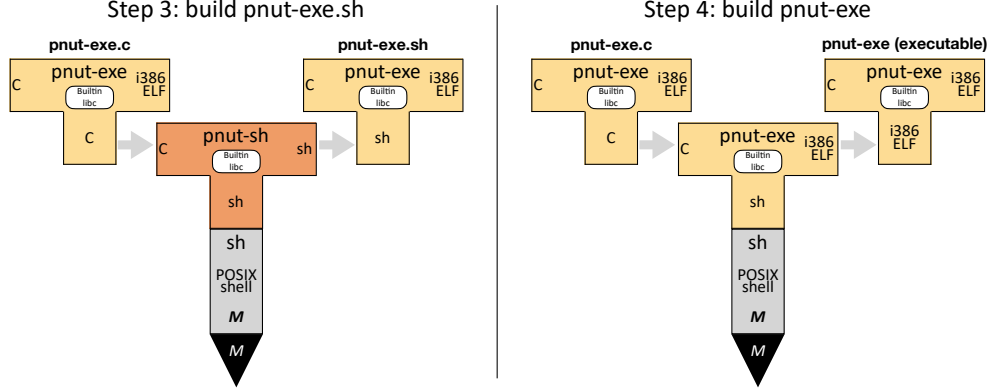 Step 3: build pnut-exe.sh
pnut-exe.c
pnut-exe.sh
C
pnut-exe
i386
ELF
Builtin
libc
C
C
pnut-sh
sh
Builtin
libc
sh
sh
POSIX
shell
M
M
C
pnut-exe
i386
ELF
Builtin
libc
sh
Step 4: build pnut-exe
pnut-exe.c
pnut-exe (executable)
C
pnut-exe
i386
ELF
Builtin
libc
C
C
pnut-exe
i386
ELF
Builtin
libc
sh
sh
POSIX
shell
M
M
C
pnut-exe
i386
ELF
Builtin
libc
i386
ELF